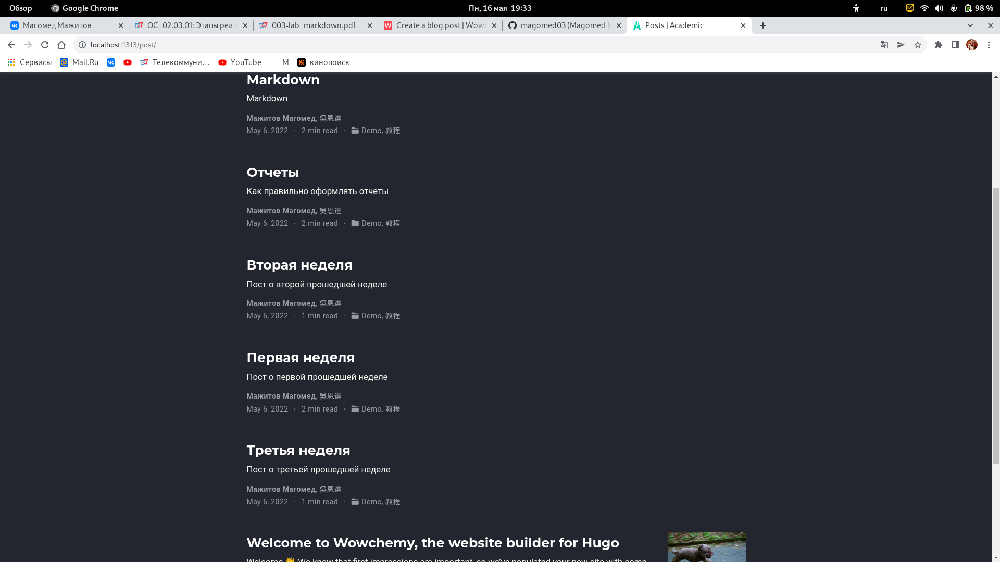 Обзор Google Chrome Пн, 16 мая 19:33 ru 98 %
Магомед Мажитов ОС_02.03.01: Этапы реал 003-lab_markdown.pdf Create a blog post | Wowc magomed03 (Magomed M Posts | Academic
localhost:1313/post/
Сервисы Mail.Ru Телекоммуни... YouTube M кинопоиск
Markdown
Markdown
Мажитов Магомед, 吳恩達
May 6, 2022 · 2 min read · Demo, 教程
Отчеты
Как правильно оформлять отчеты
Мажитов Магомед, 吳恩達
May 6, 2022 · 2 min read · Demo, 教程
Вторая неделя
Пост о второй прошедшей неделе
Мажитов Магомед, 吳恩達
May 6, 2022 · 1 min read · Demo, 教程
Первая неделя
Пост о первой прошедшей неделе
Мажитов Магомед, 吳恩達
May 6, 2022 · 2 min read · Demo, 教程
Третья неделя
Пост о третьей прошедшей неделе
Мажитов Магомед, 吳恩達
May 6, 2022 · 1 min read · Demo, 教程
Welcome to Wowchemy, the website builder for Hugo
Welcome 👋 We know that first impressions are important, so we've populated your new site with some